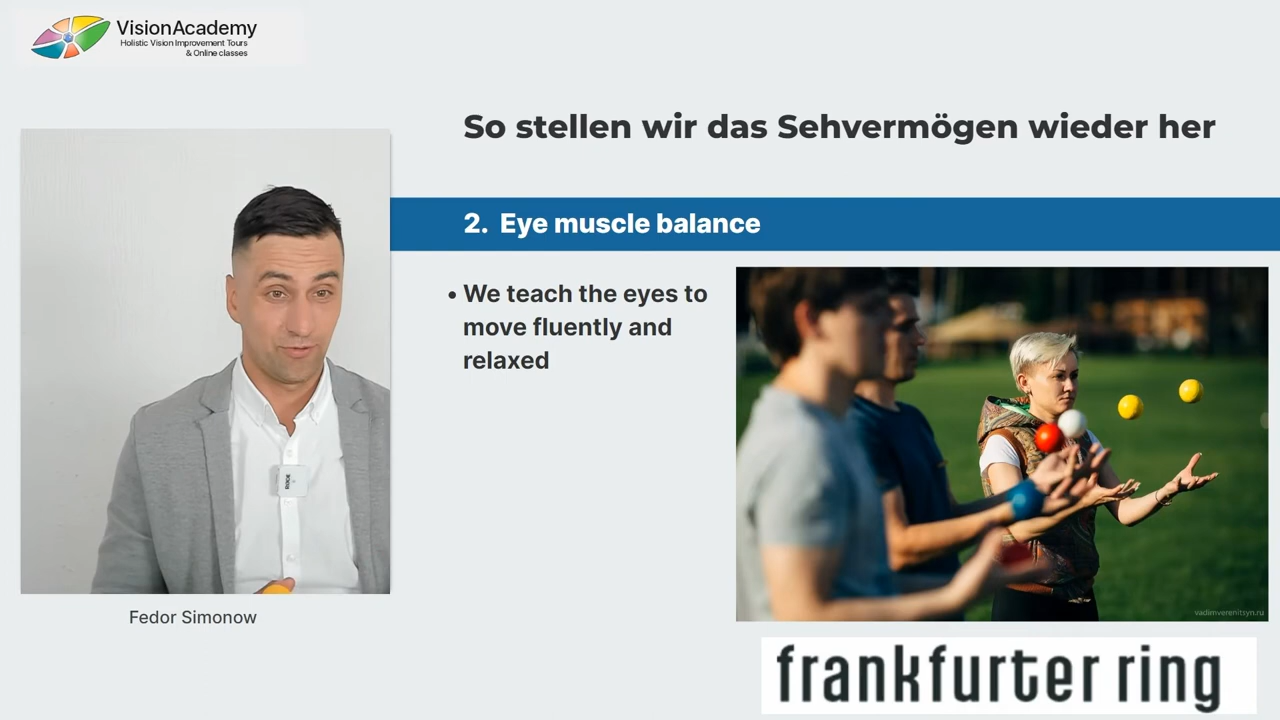 VisionAcademy
Holistic Vision Improvement Tours
& Online classes
So stellen wir das Sehvermögen wieder her
2. Eye muscle balance
• We teach the eyes to
move fluently and
relaxed
RODE
vadimverenitsyn.ru
Fedor Simonow
frankfurter ring